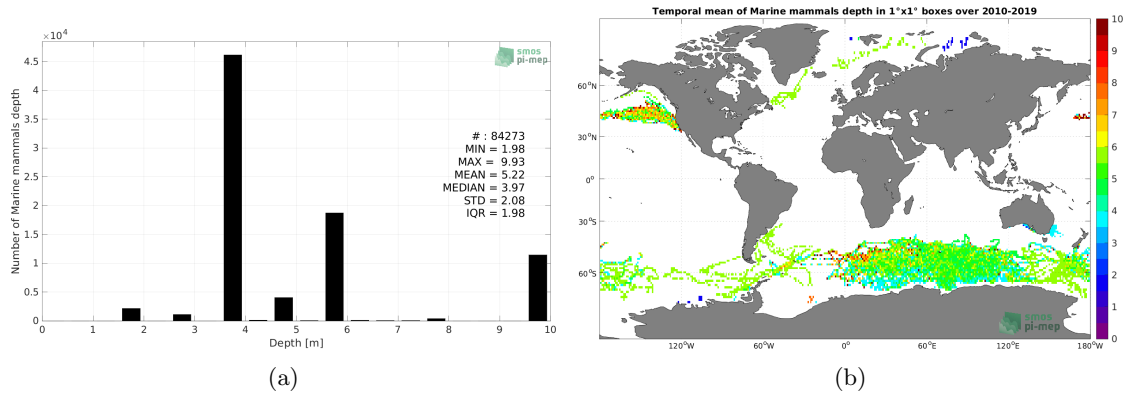 ×10⁴
4.5
4
3.5
3
2.5
2
1.5
1
0.5
0
Number of Marine mammals depth
smos
pi-mep
# : 84273
MIN = 1.98
MAX = 9.93
MEAN = 5.22
MEDIAN = 3.97
STD = 2.08
IQR = 1.98
0 1 2 3 4 5 6 7 8 9 10
Depth [m]
(a)
Temporal mean of Marine mammals depth in 1°x1° boxes over 2010-2019
60°N
30°N
0°
30°S
60°S
120°W 60°W 0° 60°E 120°E 180°W
smos
pi-mep
10
9
8
7
6
5
4
3
2
1
0
(b)